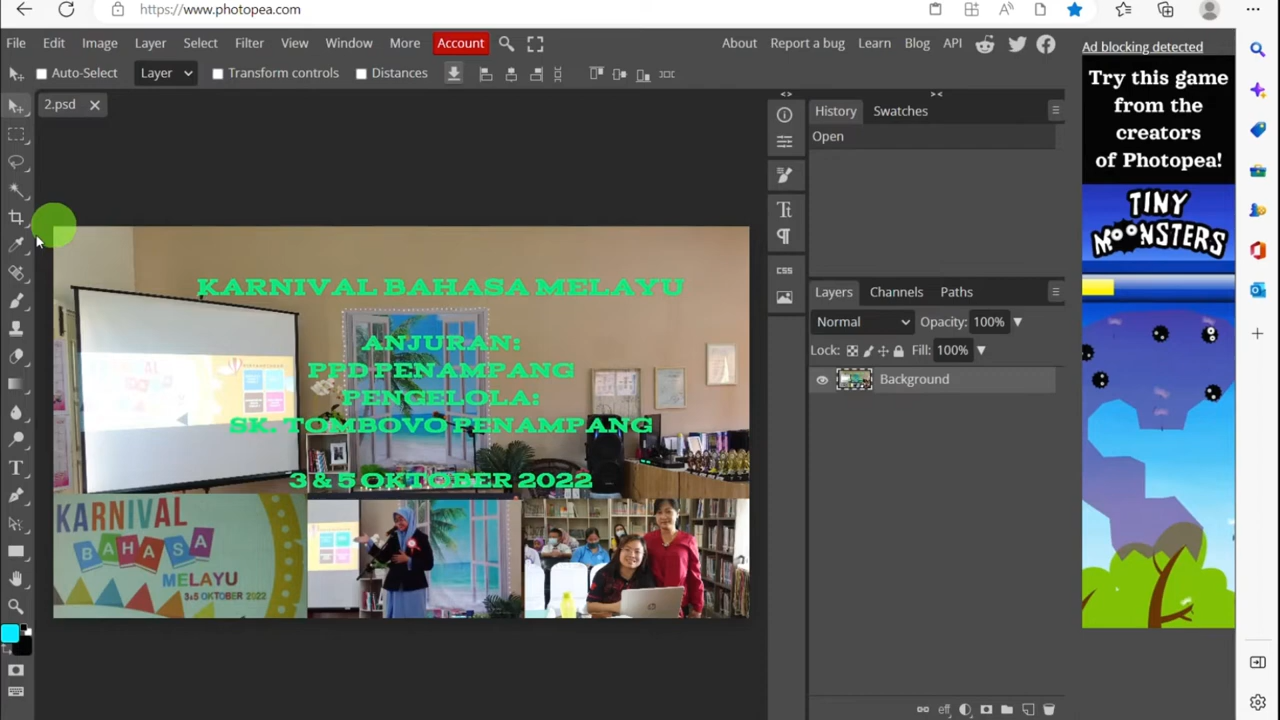 https://www.photopea.com
File Edit Image Layer Select Filter View Window More Account About Report a bug Learn Blog API
Auto-Select Layer Transform controls Distances
2.psd
History Swatches
Open
Layers Channels Paths
Normal Opacity: 100%
Lock: Fill: 100%
Background
CSS
eff
KARNIVAL BAHASA MELAYU
ANJURAN:
PPD PENAMPANG
PENGELOLA:
SK. TOMBOVO PENAMPANG
3 & 5 OKTOBER 2022
KARNIVAL
BAHASA
MELAYU
3&5 OKTOBER 2022
Ad blocking detected
Try this game
from the
creators
of Photopea!
TINY
MOONSTERS